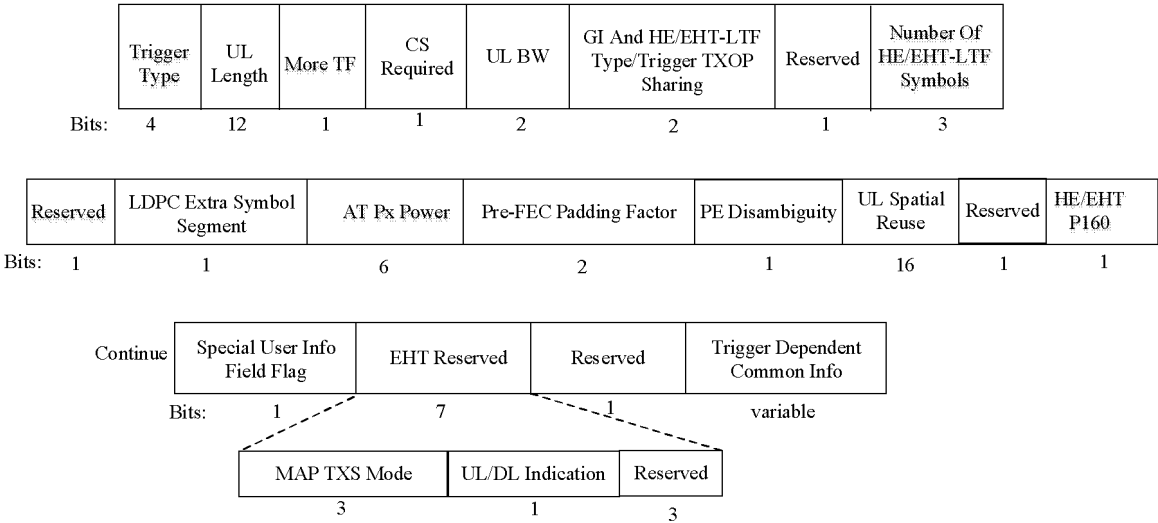 Trigger Type
UL Length
More TF
CS Required
UL BW
GI And HE/EHT-LTF Type/Trigger TXOP Sharing
Reserved
Number Of HE/EHT-LTF Symbols
Bits: 4 12 1 1 2 2 1 3
Reserved
LDPC Extra Symbol Segment
AT Px Power
Pre-FEC Padding Factor
PE Disambiguity
UL Spatial Reuse
Reserved
HE/EHT P160
Bits: 1 1 6 2 1 16 1 1
Continue
Special User Info Field Flag
EHT Reserved
Reserved
Trigger Dependent Common Info
Bits: 1 7 1 variable
MAP TXS Mode
UL/DL Indication
Reserved
3 1 3